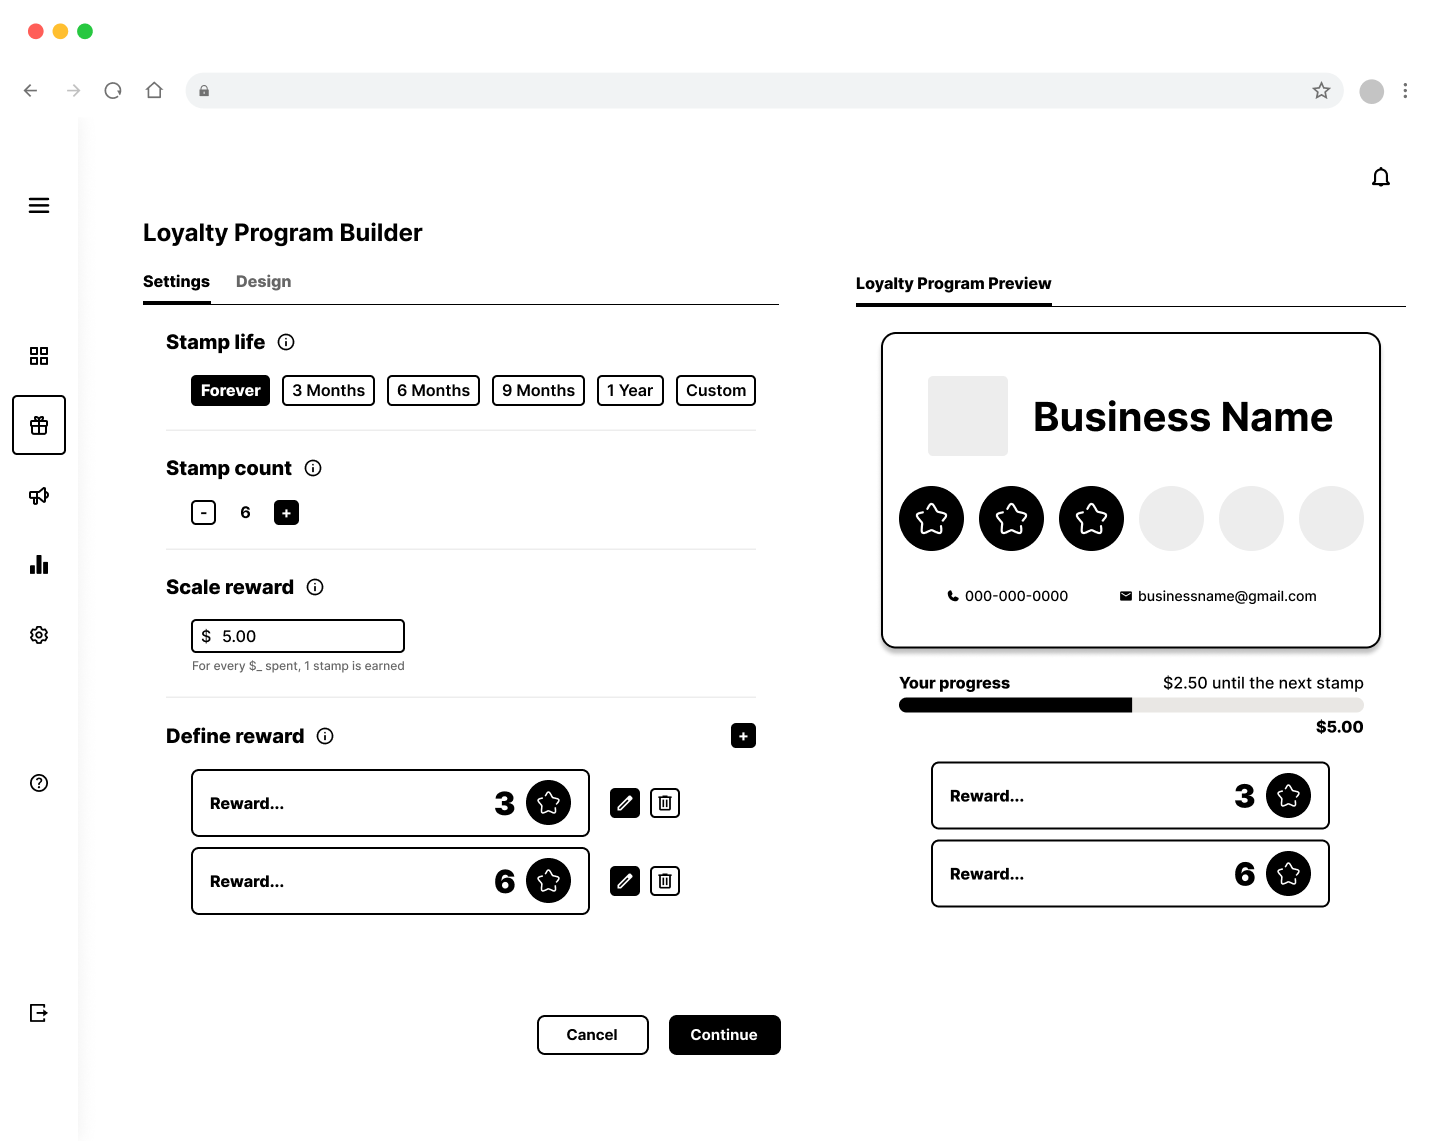 Loyalty Program Builder
Settings Design
Stamp life
Forever 3 Months 6 Months 9 Months 1 Year Custom
Stamp count
- 6 +
Scale reward
$ 5.00
For every $_ spent, 1 stamp is earned
Define reward +
Reward... 3
Reward... 6
Cancel Continue
Loyalty Program Preview
Business Name
000-000-0000 businessname@gmail.com
Your progress $2.50 until the next stamp
$5.00
Reward... 3
Reward... 6